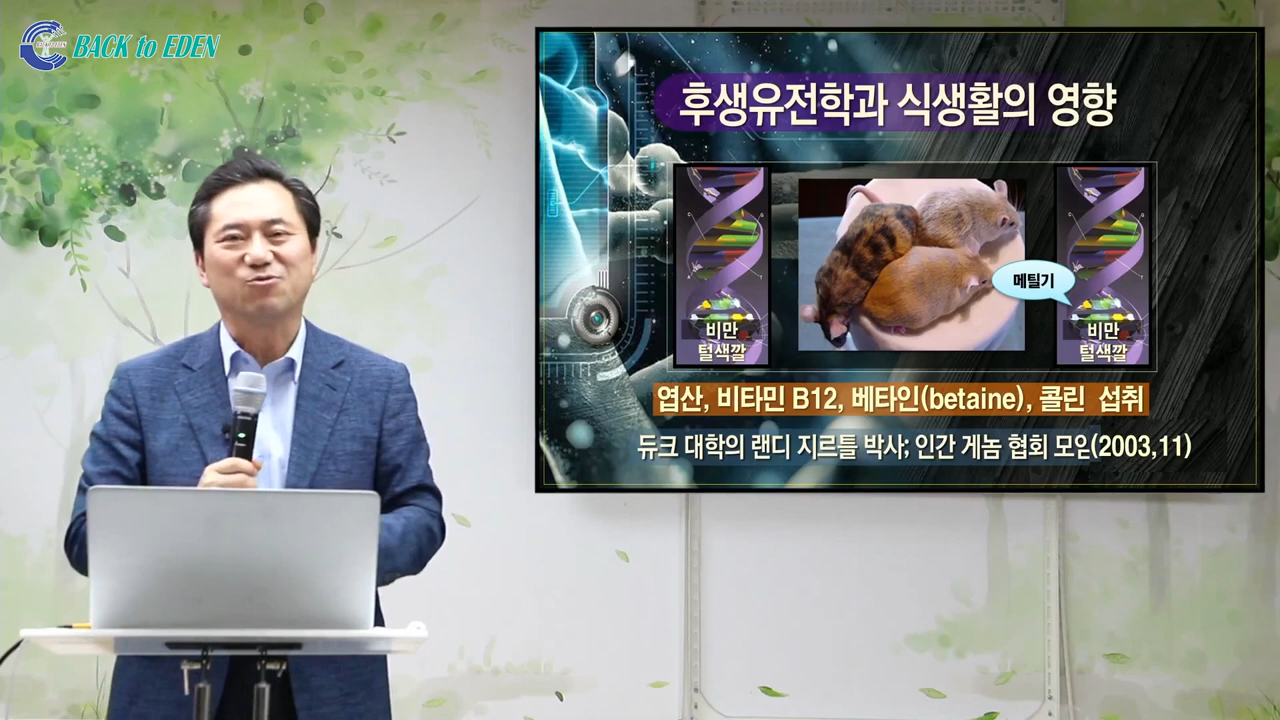 BACK to EDEN
후생유전학과 식생활의 영향
메틸기
비만
털색깔
비만
털색깔
엽산, 비타민 B12, 베타인(betaine), 콜린 섭취
듀크 대학의 랜디 지르틀 박사; 인간 게놈 협회 모임(2003,11)